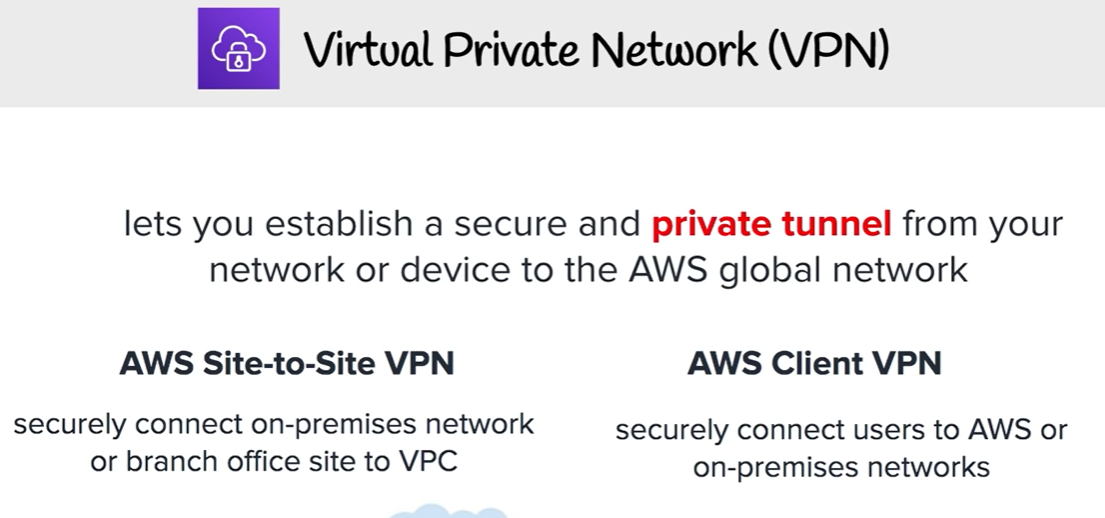 Virtual Private Network (VPN)
lets you establish a secure and private tunnel from your
network or device to the AWS global network
AWS Site-to-Site VPN
securely connect on-premises network
or branch office site to VPC
AWS Client VPN
securely connect users to AWS or
on-premises networks